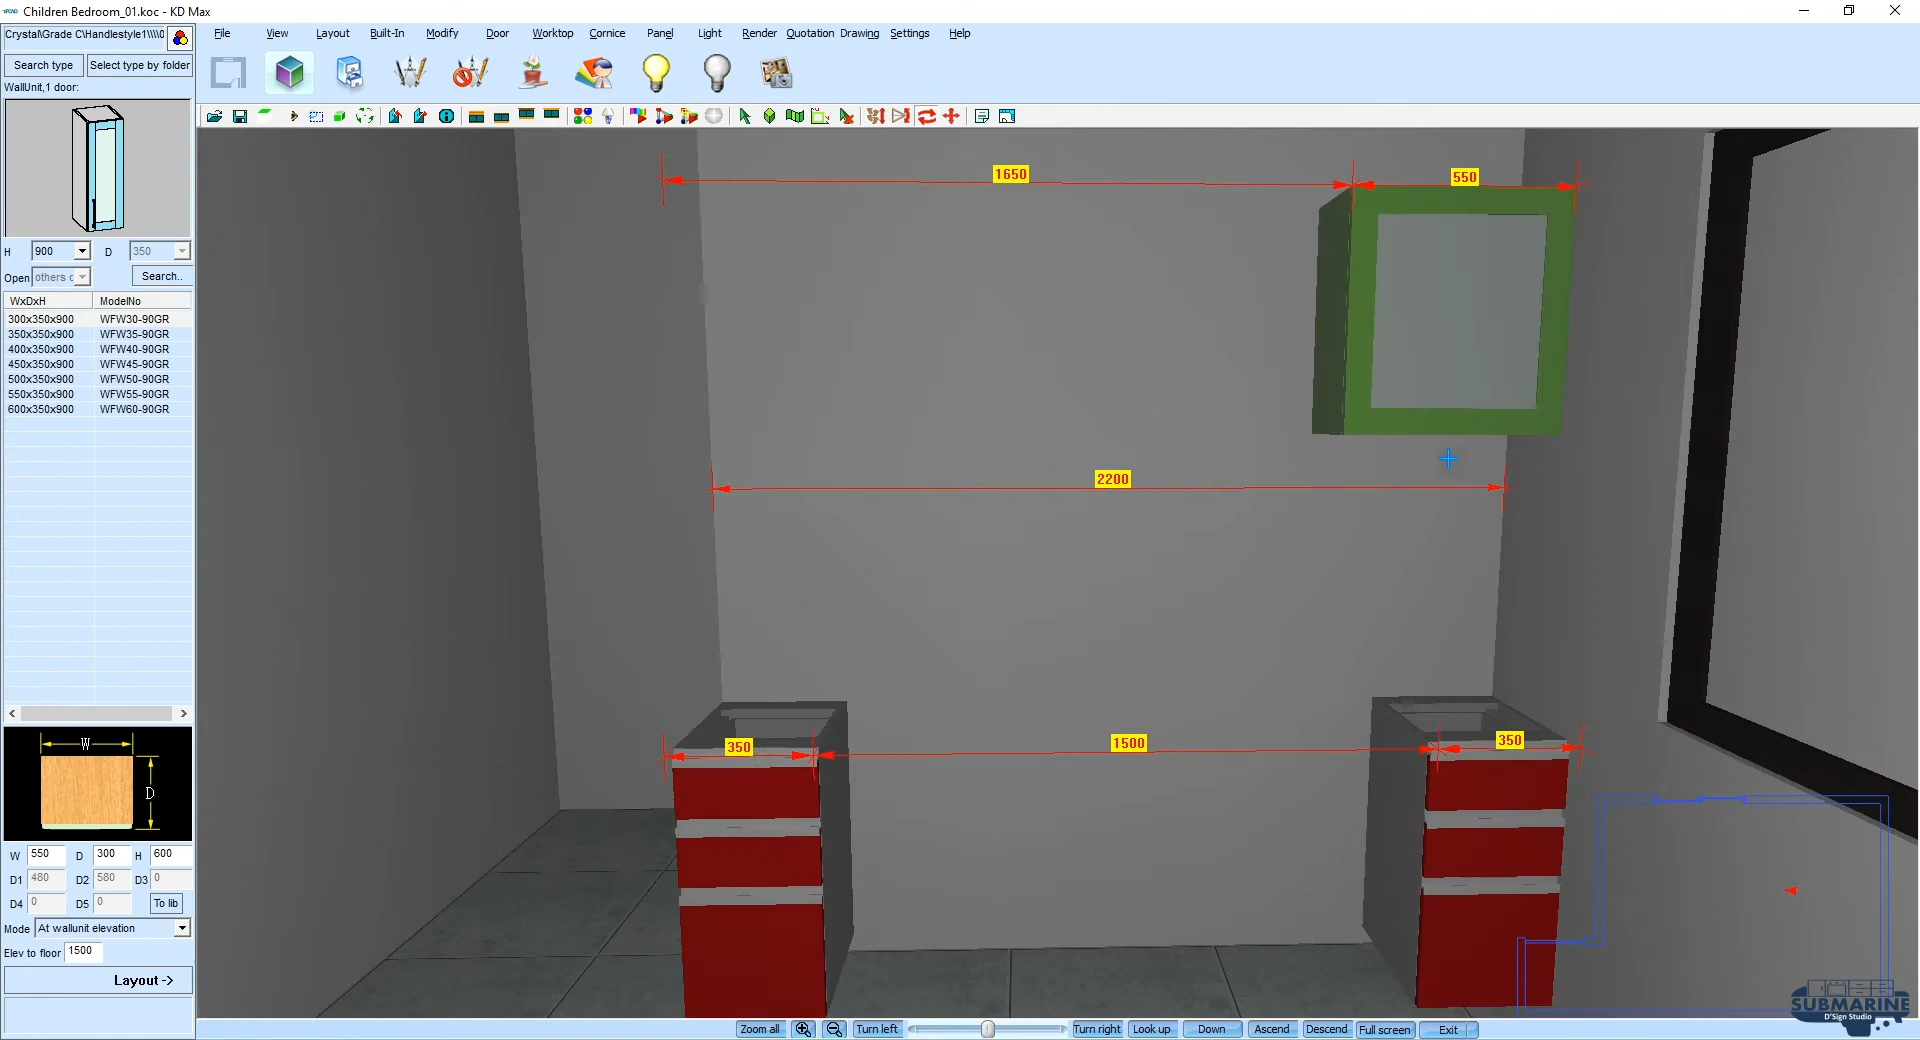 Children Bedroom_01.koc - KD Max
Crystal\Grade C\Handlestyle1\\\\0
Search type
Select type by folder
WallUnit,1 door:
File View Layout Built-In Modify Door Worktop Cornice Panel Light Render Quotation Drawing Settings Help
H 900 D 350
Open others c Search..
WxDxH ModelNo
300x350x900 WFW30-90GR
350x350x900 WFW35-90GR
400x350x900 WFW40-90GR
450x350x900 WFW45-90GR
500x350x900 WFW50-90GR
550x350x900 WFW55-90GR
600x350x900 WFW60-90GR
W
D
W 550 D 300 H 600
D1 480 D2 580 D3 0
D4 0 D5 0 To lib
Mode At wallunit elevation
Elev to floor 1500
Layout ->
1650
550
2200
350
1500
350
SUBMARINE
D'Sign Studio
Zoom all Turn left Turn right Look up Down Ascend Descend Full screen Exit